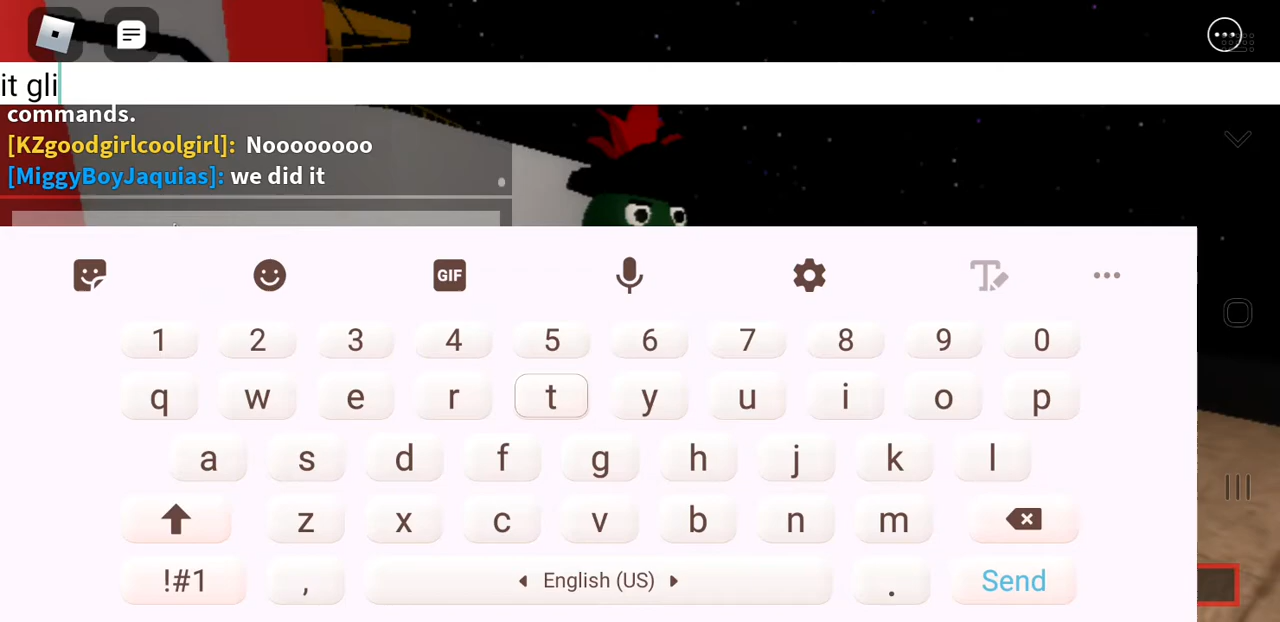 it gli
commands.
[KZgoodgirlcoolgirl]: Noooooooo
[MiggyBoyJaquias]: we did it
GIF
1 2 3 4 5 6 7 8 9 0
q w e r t y u i o p
a s d f g h j k l
z x c v b n m
!#1 , English (US) . Send